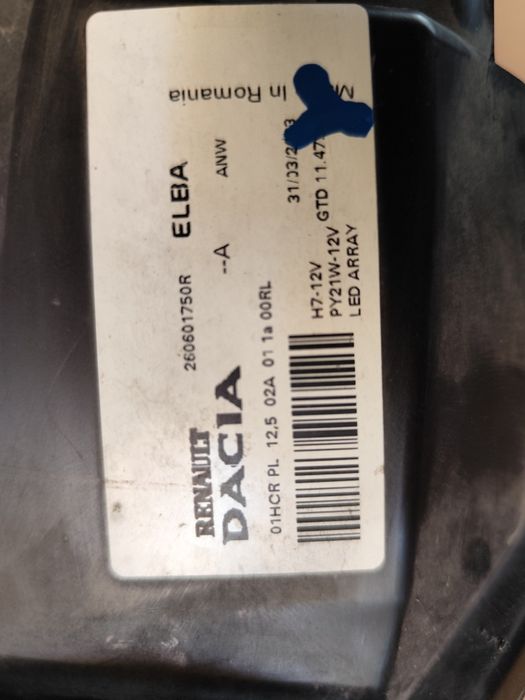 RENAULT 260601750R ELBA
DACIA --A ANW
01HCR PL 12,5 02A 01 1a 00RL
H7-12V
PY21W-12V GTD 11.47
LED ARRAY
In Romania